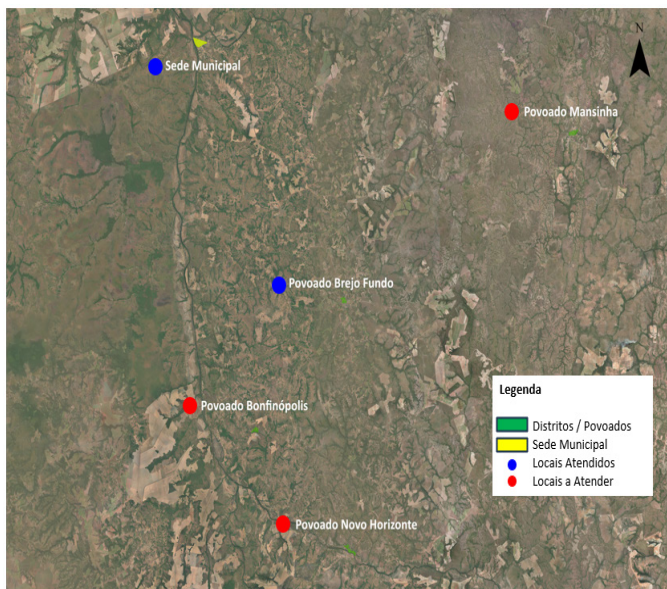 N
Sede Municipal
Povoado Mansinha
Povoado Brejo Fundo
Povoado Bonfinópolis
Legenda
Distritos / Povoados
Sede Municipal
Locais Atendidos
Locais a Atender
Povoado Novo Horizonte